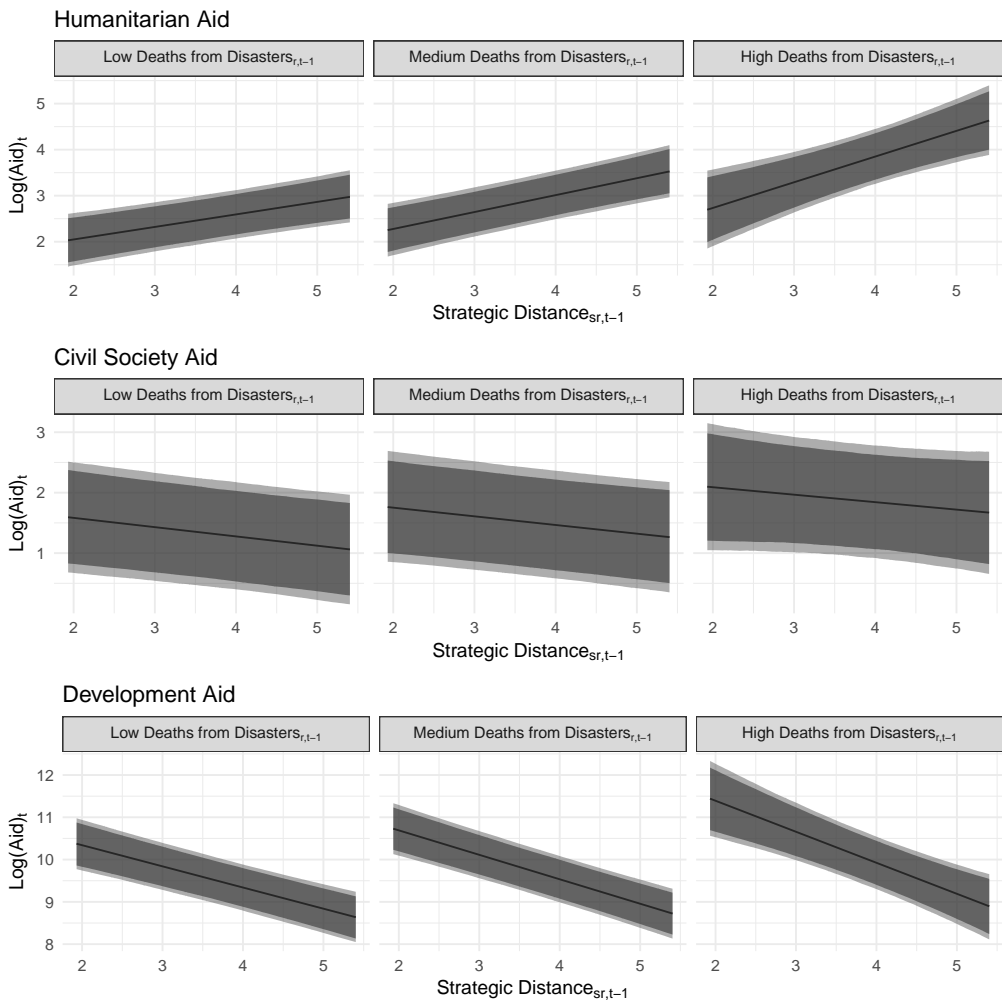 Humanitarian Aid
Low Deaths from Disasters_r,t−1 Medium Deaths from Disasters_r,t−1 High Deaths from Disasters_r,t−1
Log(Aid)_t
5
4
3
2
2 3 4 5 2 3 4 5 2 3 4 5
Strategic Distance_sr,t−1
Civil Society Aid
Low Deaths from Disasters_r,t−1 Medium Deaths from Disasters_r,t−1 High Deaths from Disasters_r,t−1
Log(Aid)_t
3
2
1
2 3 4 5 2 3 4 5 2 3 4 5
Strategic Distance_sr,t−1
Development Aid
Low Deaths from Disasters_r,t−1 Medium Deaths from Disasters_r,t−1 High Deaths from Disasters_r,t−1
Log(Aid)_t
12
11
10
9
8
2 3 4 5 2 3 4 5 2 3 4 5
Strategic Distance_sr,t−1